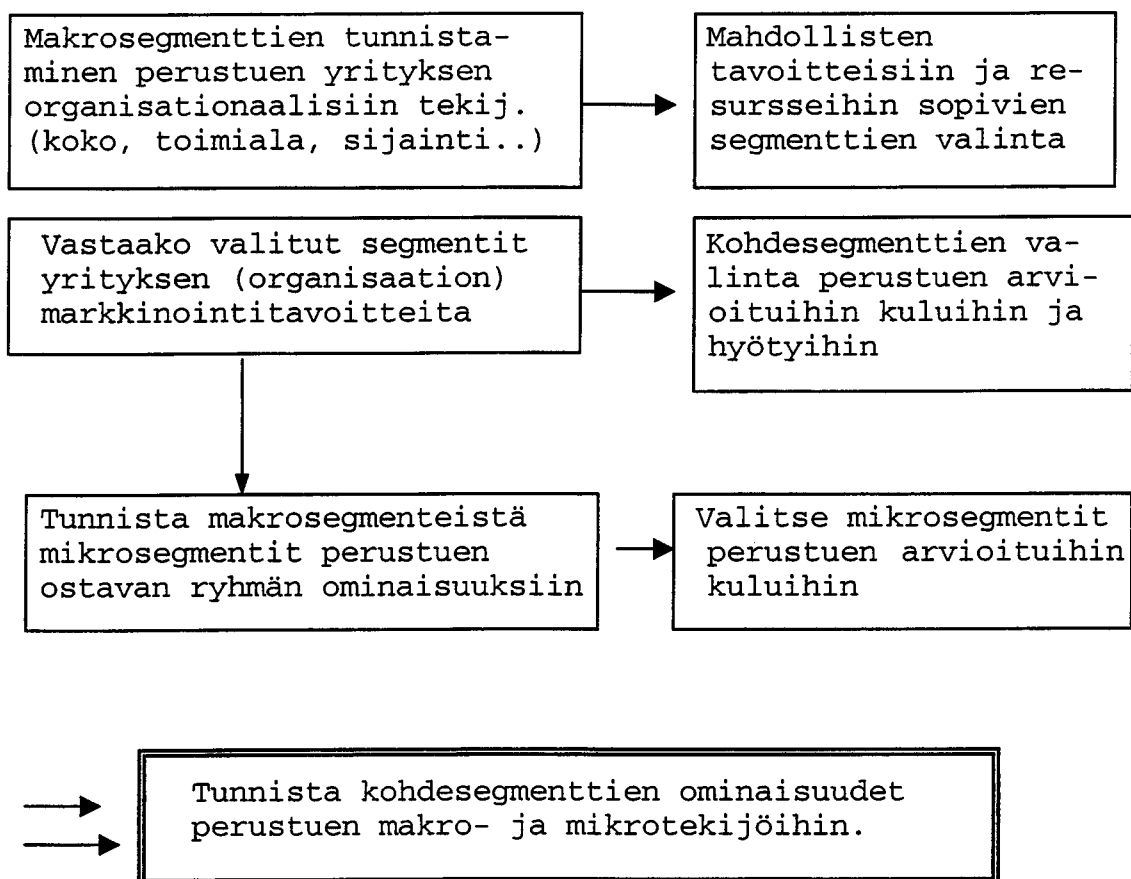 Makrosegmenttien tunnista-
minen perustuen yrityksen
organisationaalisiin tekij.
(koko, toimiala, sijainti..)
Mahdollisten
tavoitteisiin ja re-
sursseihin sopivien
segmenttien valinta
Vastaako valitut segmentit
yrityksen (organisaation)
markkinointitavoitteita
Kohdesegmenttien va-
linta perustuen arvi-
oituihin kuluihin ja
hyötyihin
Tunnista makrosegmenteistä
mikrosegmentit perustuen
ostavan ryhmän ominaisuuksiin
Valitse mikrosegmentit
perustuen arvioituihin
kuluihin
Tunnista kohdesegmenttien ominaisuudet
perustuen makro- ja mikrotekijöihin.